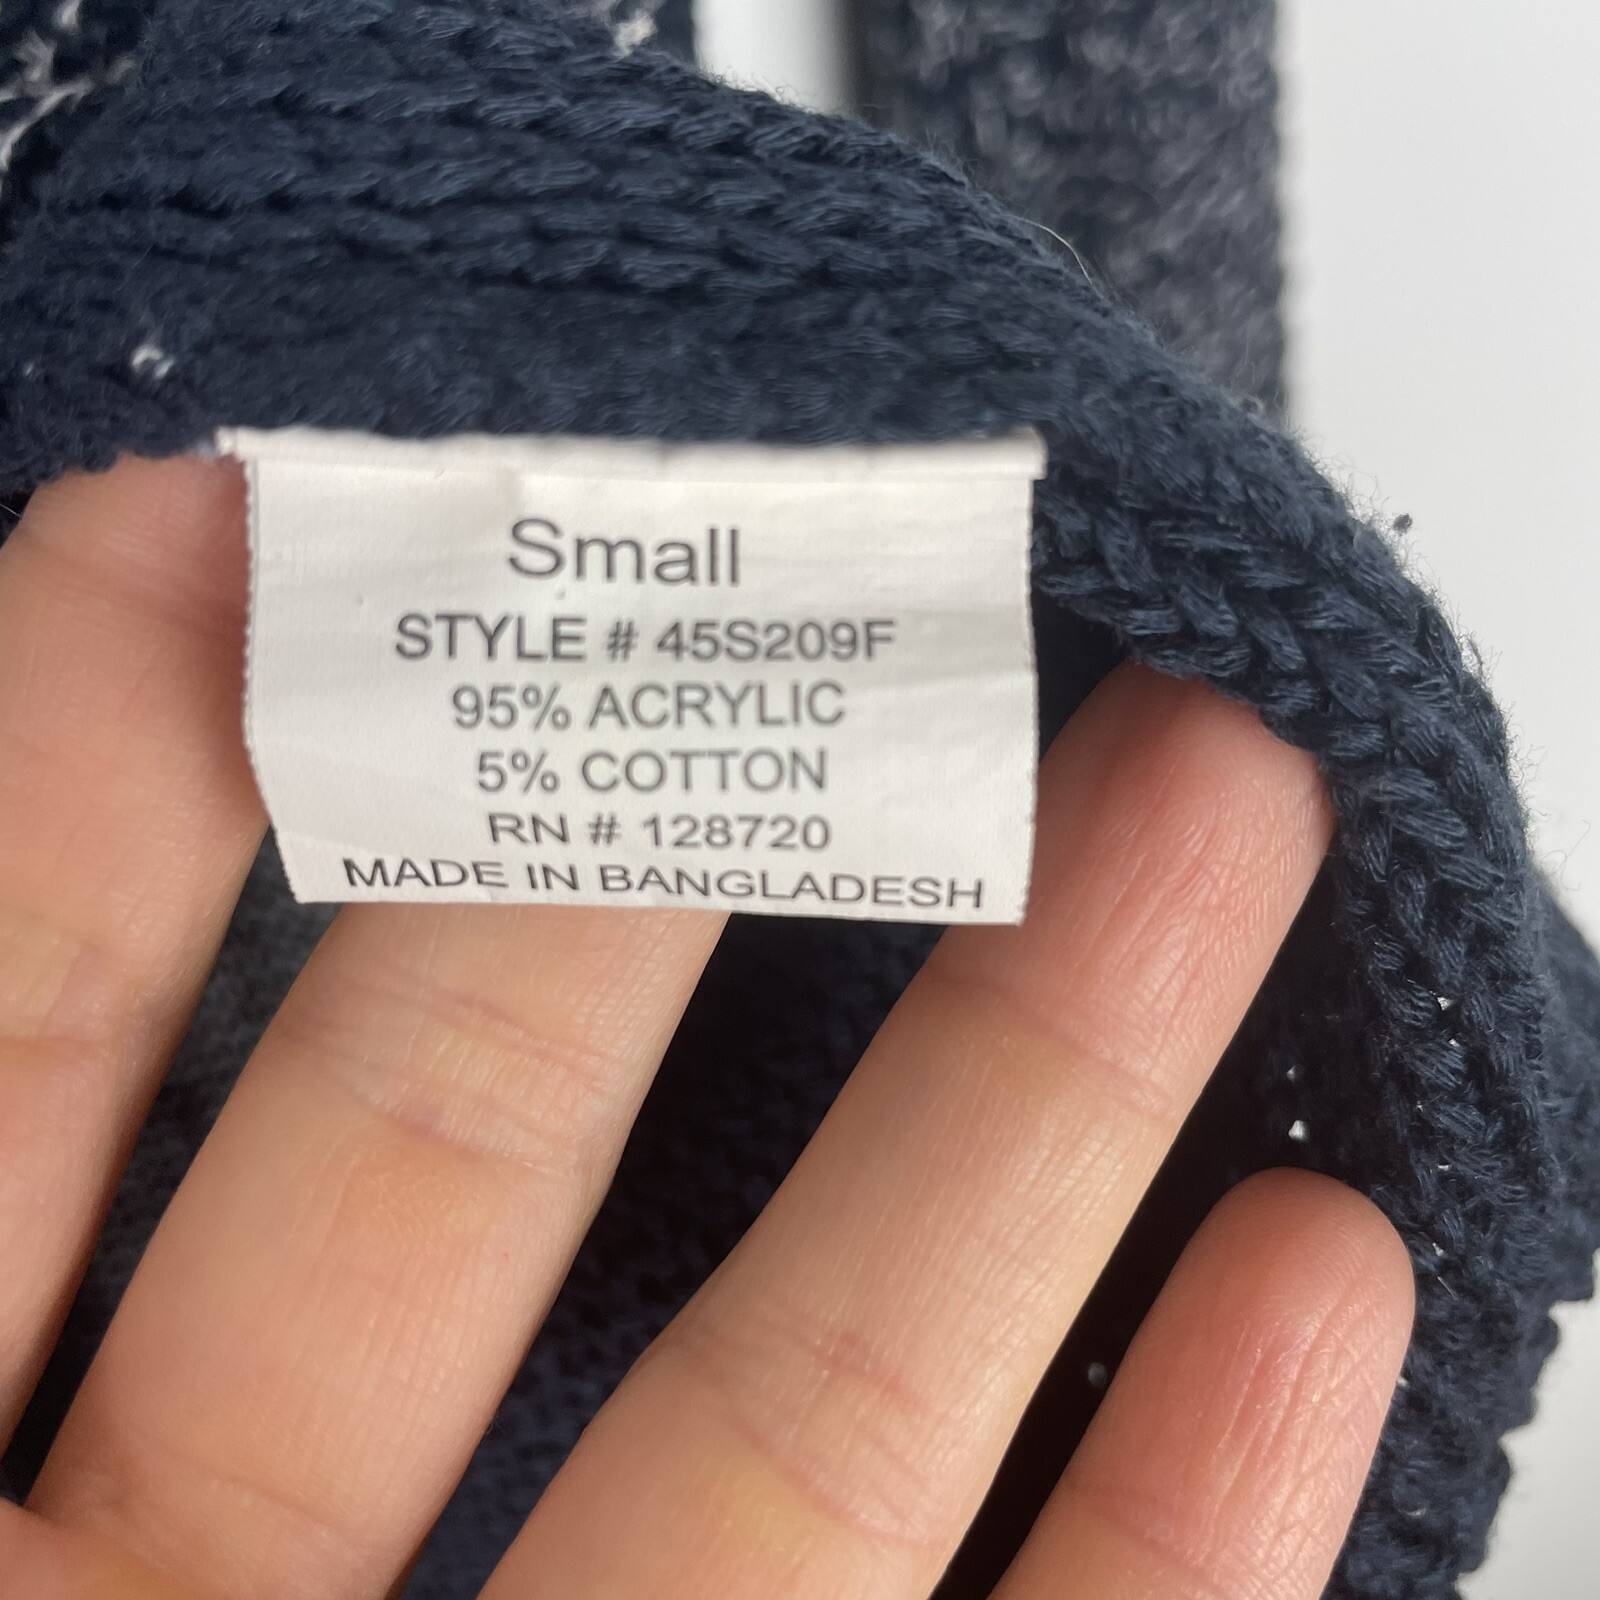 Small
STYLE # 45S209F
95% ACRYLIC
5% COTTON
RN # 128720
MADE IN BANGLADESH